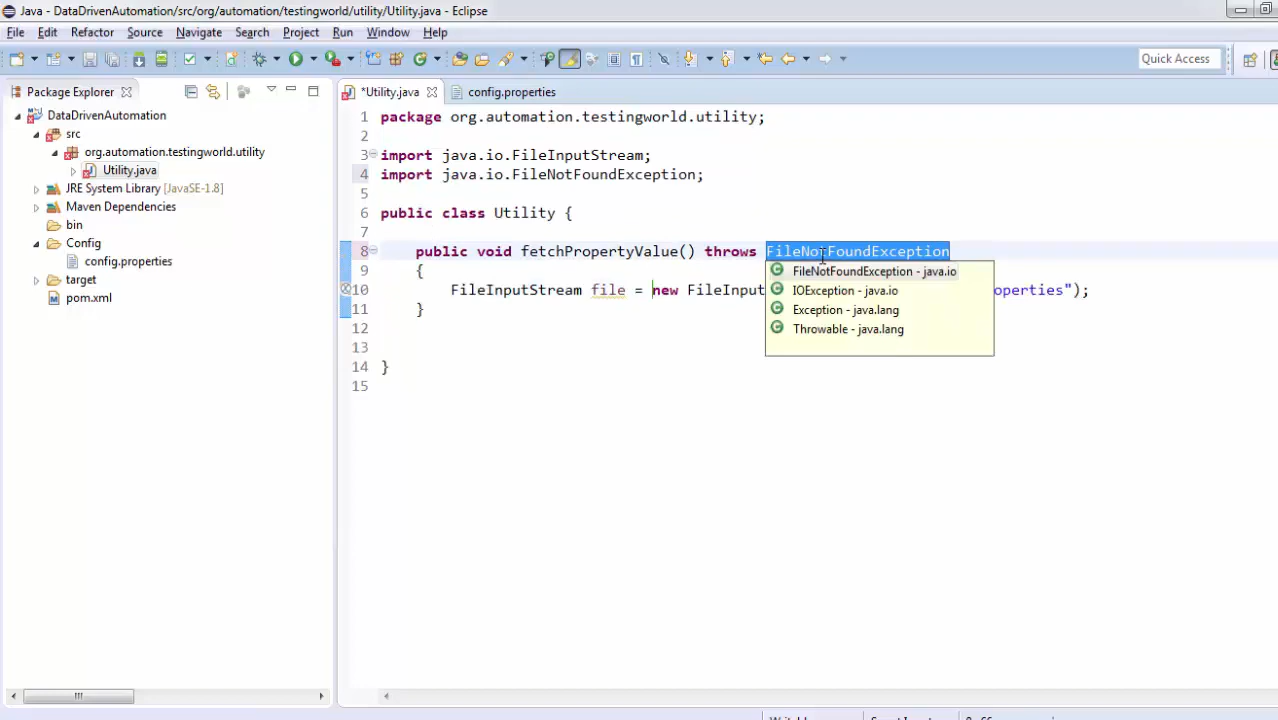 Java - DataDrivenAutomation/src/org/automation/testingworld/utility/Utility.java - Eclipse
File Edit Refactor Source Navigate Search Project Run Window Help
Quick Access
Package Explorer
*Utility.java config.properties
DataDrivenAutomation
src
org.automation.testingworld.utility
Utility.java
JRE System Library [JavaSE-1.8]
Maven Dependencies
bin
Config
config.properties
target
pom.xml
1 package org.automation.testingworld.utility;
2
3 import java.io.FileInputStream;
4 import java.io.FileNotFoundException;
5
6 public class Utility {
7
8 public void fetchPropertyValue() throws FileNotFoundException
9 {
10 FileInputStream file = new FileInput operties");
11 }
12
13
14 }
15
FileNotFoundException - java.io
IOException - java.io
Exception - java.lang
Throwable - java.lang